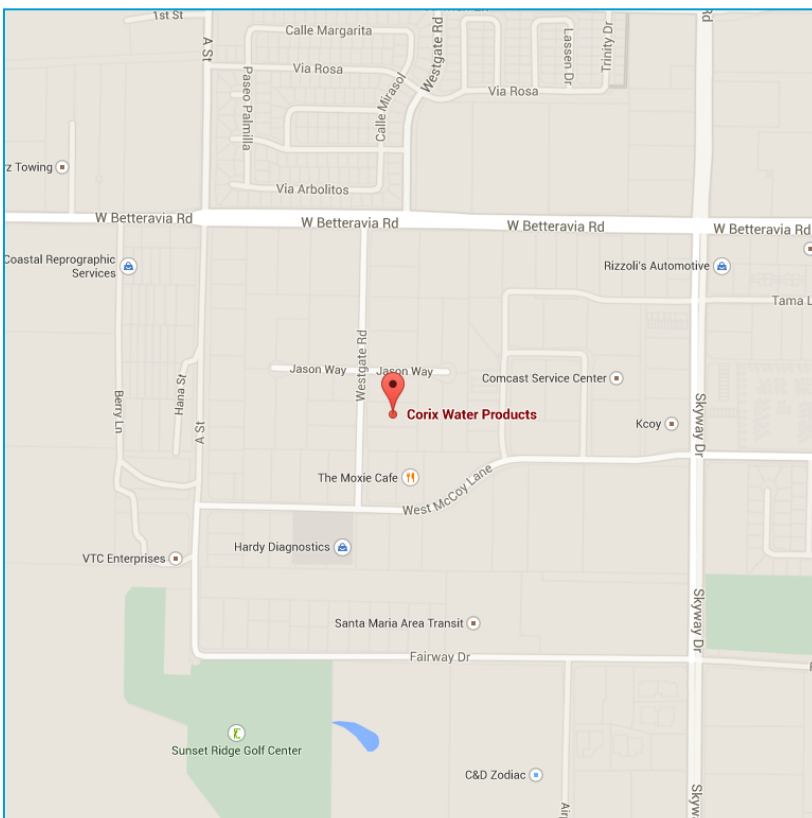 1st St
A St
Calle Margarita
Westgate Rd
Lassen Dr
Trinity Dr
Rd
Via Rosa
Paseo Palmilla
Calle Mirasol
Via Rosa
z Towing
Via Arbolitos
W Betteravia Rd
W Betteravia Rd
W Betteravia Rd
W Betteravia Rd
Coastal Reprographic
Services
Rizzoli's Automotive
Tama L
Westgate Rd
Jason Way
Jason Way
Hana St
Berry Ln
Comcast Service Center
Corix Water Products
Kcoy
Skyway Dr
A St
The Moxie Cafe
West McCoy Lane
Hardy Diagnostics
VTC Enterprises
Santa Maria Area Transit
Skyway Dr
Fairway Dr
Sunset Ridge Golf Center
C&D Zodiac
Skyw